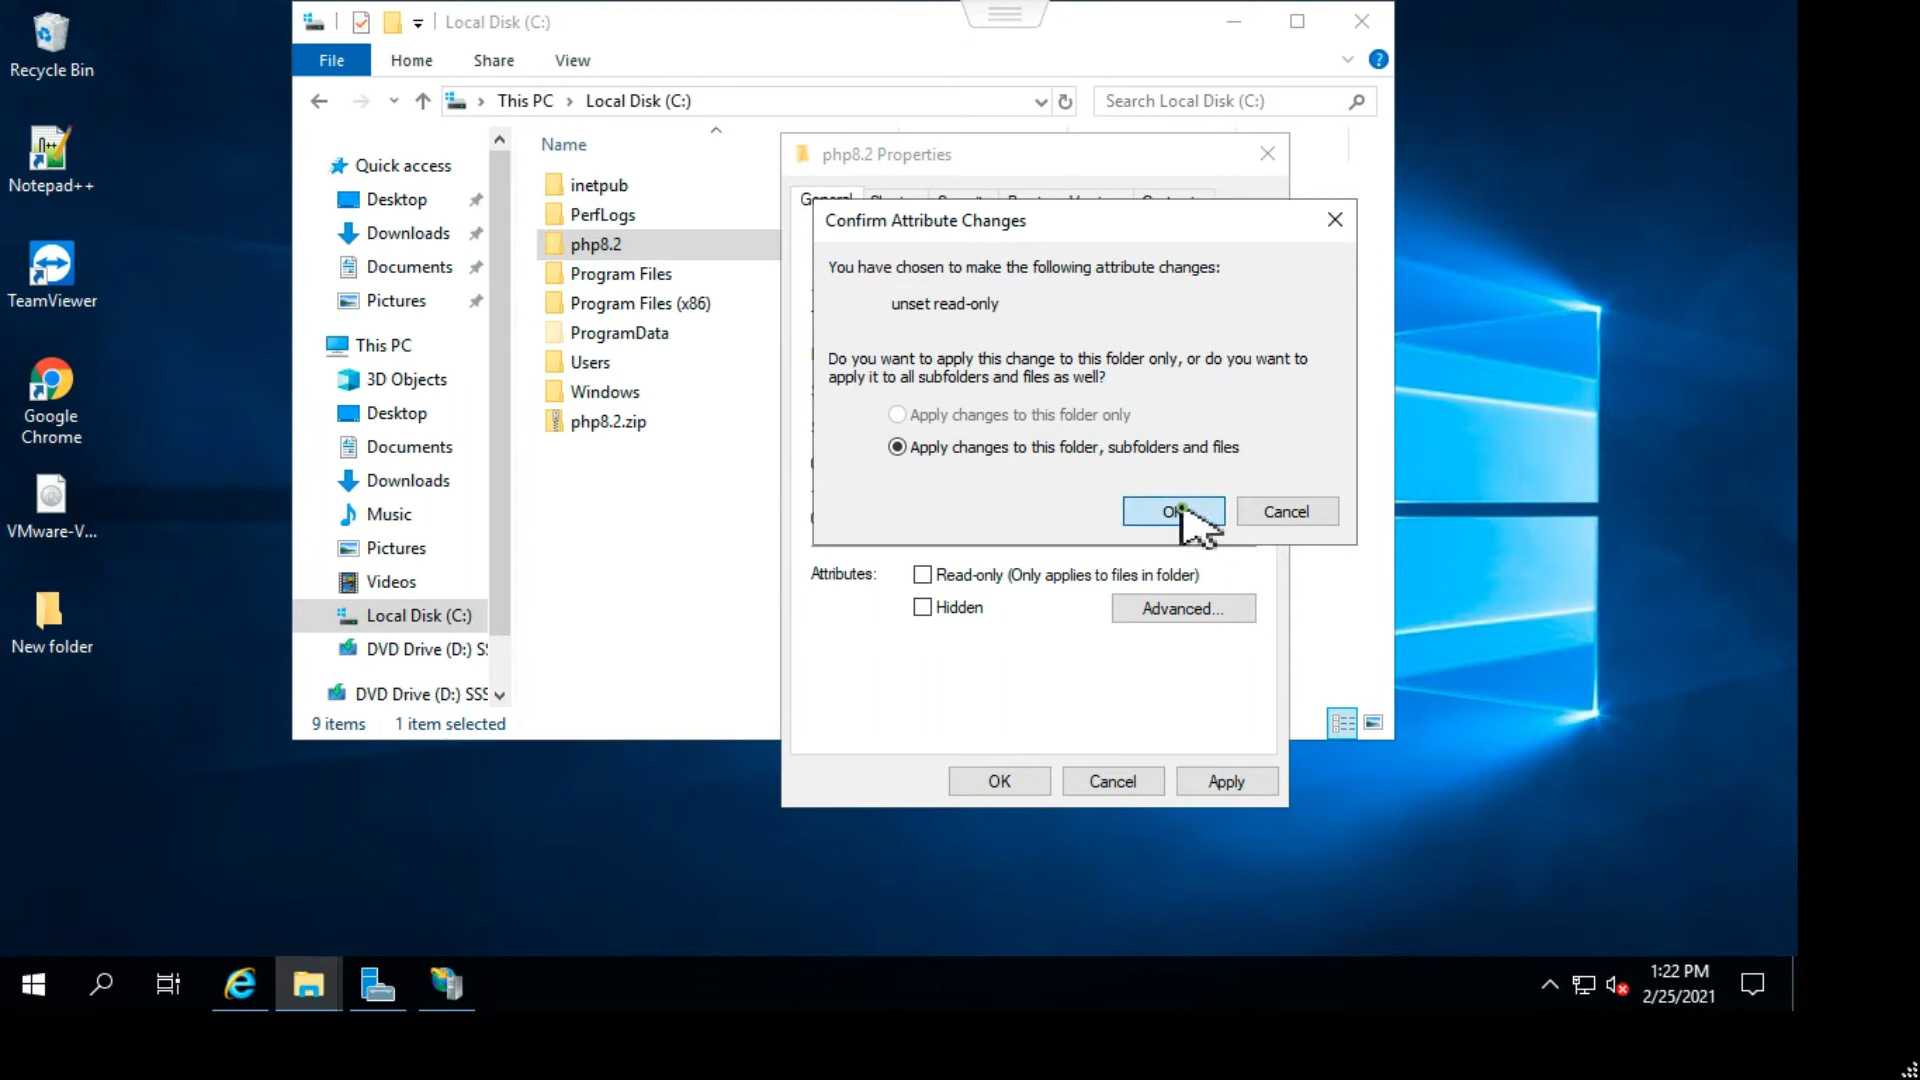 Recycle Bin
Notepad++
TeamViewer
Google
Chrome
VMware-V...
New folder
Local Disk (C:)
File
Home
Share
View
This PC
Local Disk (C:)
Search Local Disk (C:)
Quick access
Desktop
Downloads
Documents
Pictures
This PC
3D Objects
Desktop
Documents
Downloads
Music
Pictures
Videos
Local Disk (C:)
DVD Drive (D:) S
DVD Drive (D:) SSS
9 items
1 item selected
Name
inetpub
PerfLogs
php8.2
Program Files
Program Files (x86)
ProgramData
Users
Windows
php8.2.zip
php8.2 Properties
General
Confirm Attribute Changes
You have chosen to make the following attribute changes:
unset read-only
Do you want to apply this change to this folder only, or do you want to
apply it to all subfolders and files as well?
Apply changes to this folder only
Apply changes to this folder, subfolders and files
OK
Cancel
Attributes:
Read-only (Only applies to files in folder)
Hidden
Advanced...
OK
Cancel
Apply
1:22 PM
2/25/2021